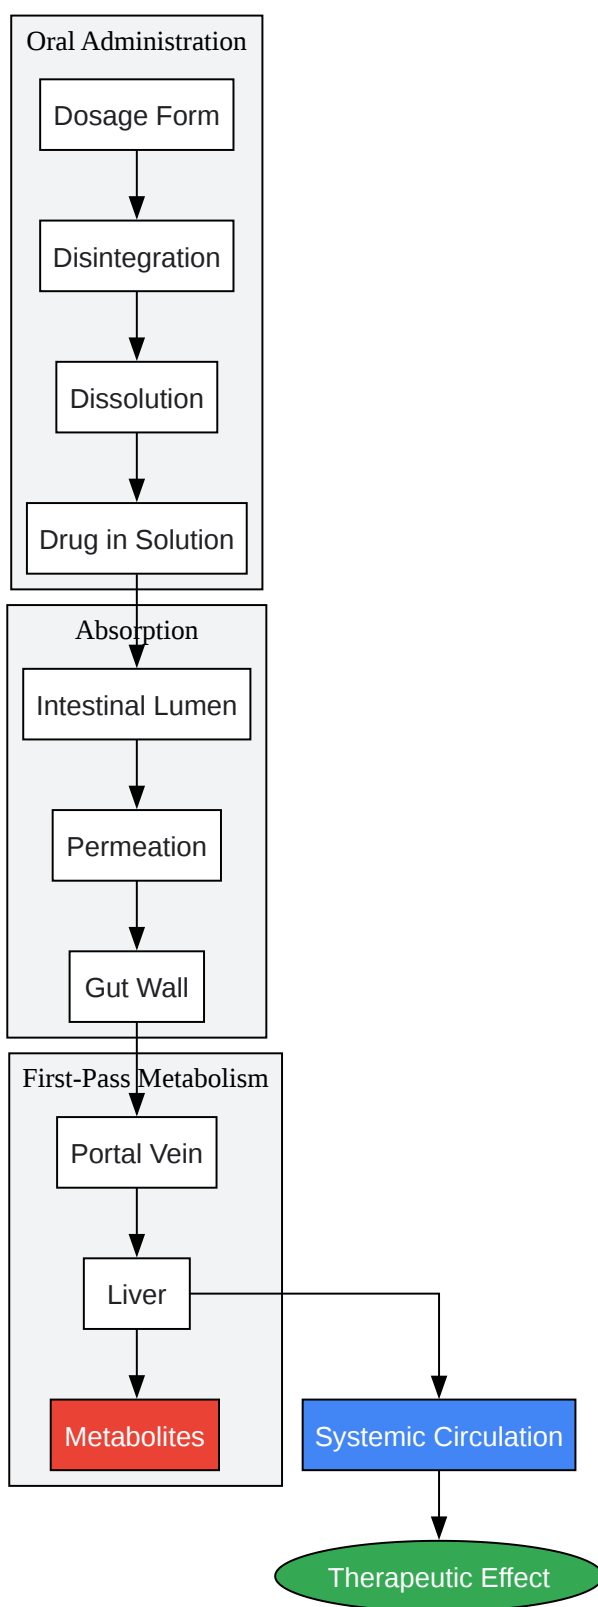 Oral Administration
Dosage Form
Disintegration
Dissolution
Drug in Solution
Absorption
Intestinal Lumen
Permeation
Gut Wall
First-Pass Metabolism
Portal Vein
Liver
Metabolites
Systemic Circulation
Therapeutic Effect